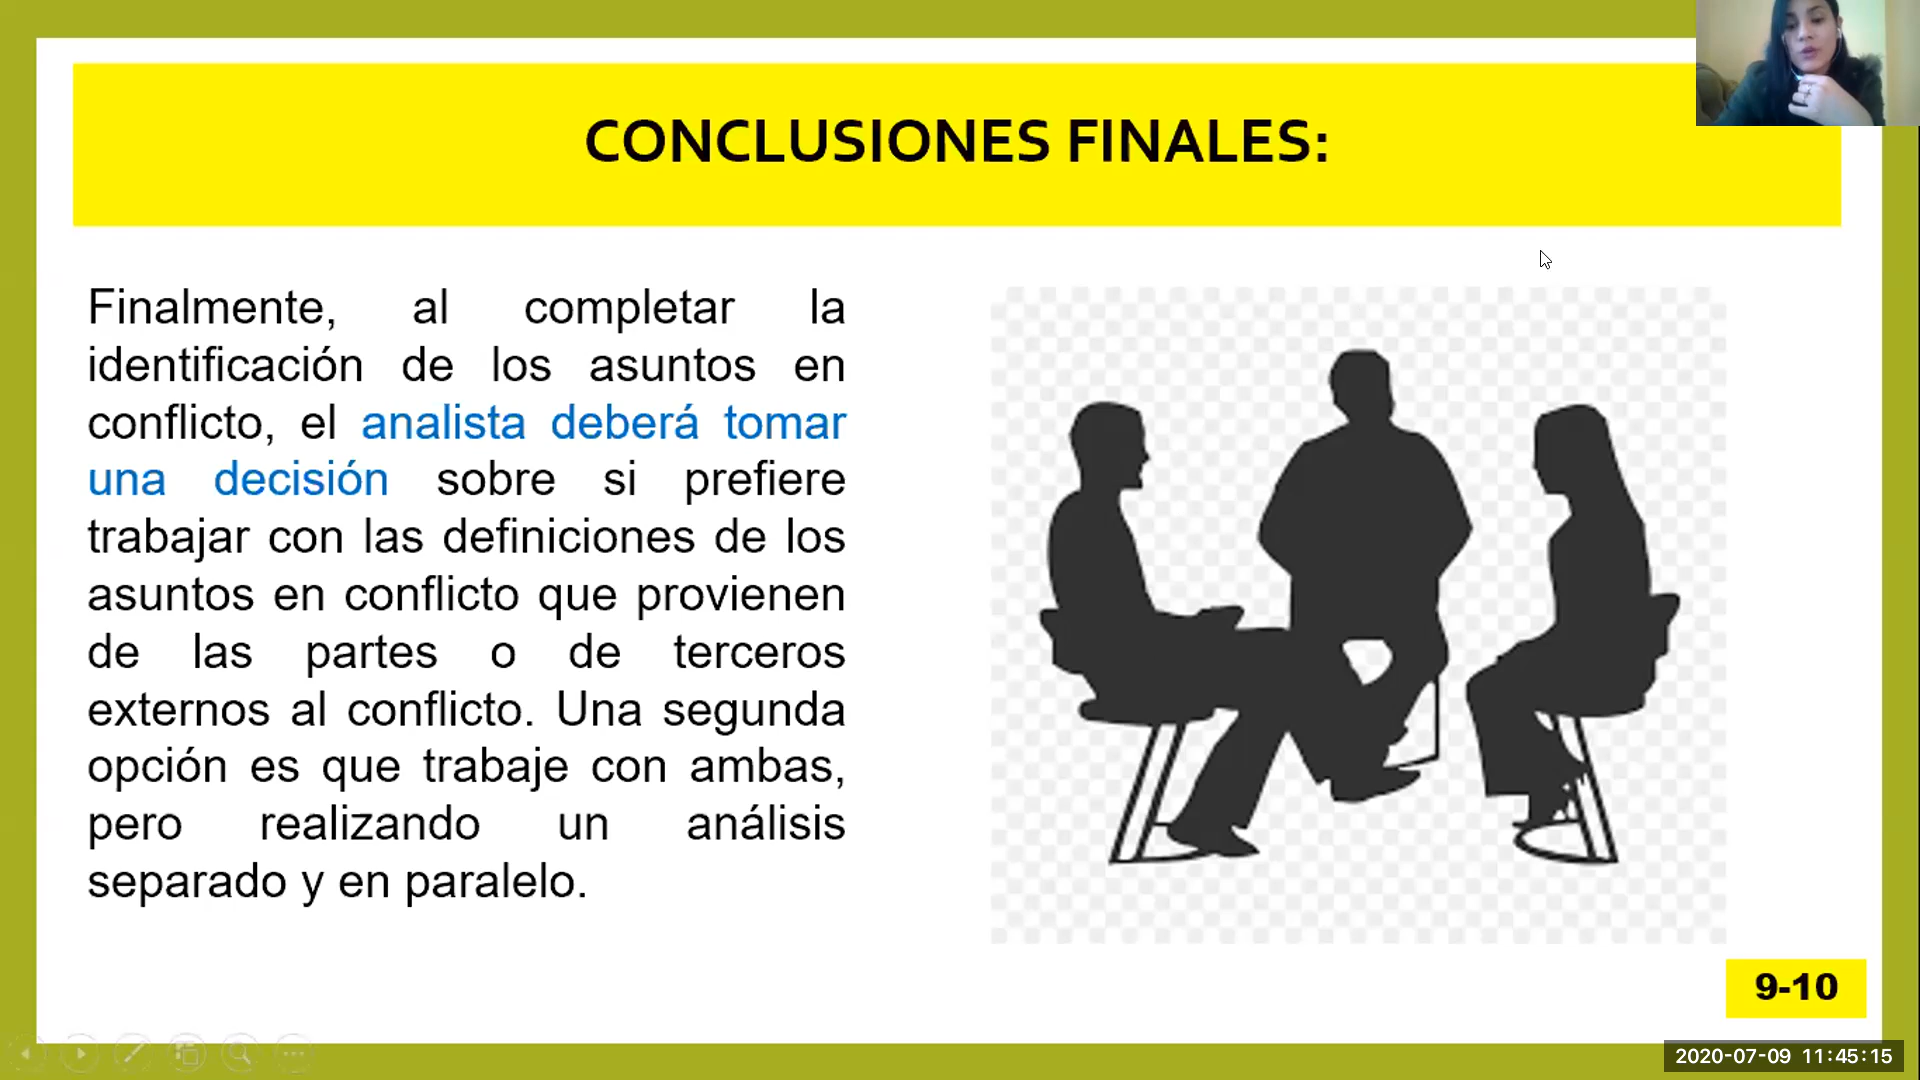 CONCLUSIONES FINALES:
Finalmente, al completar la
identificación de los asuntos en
conflicto, el analista deberá tomar
una decisión sobre si prefiere
trabajar con las definiciones de los
asuntos en conflicto que provienen
de las partes o de terceros
externos al conflicto. Una segunda
opción es que trabaje con ambas,
pero realizando un análisis
separado y en paralelo.
9-10
2020-07-09 11:45:15